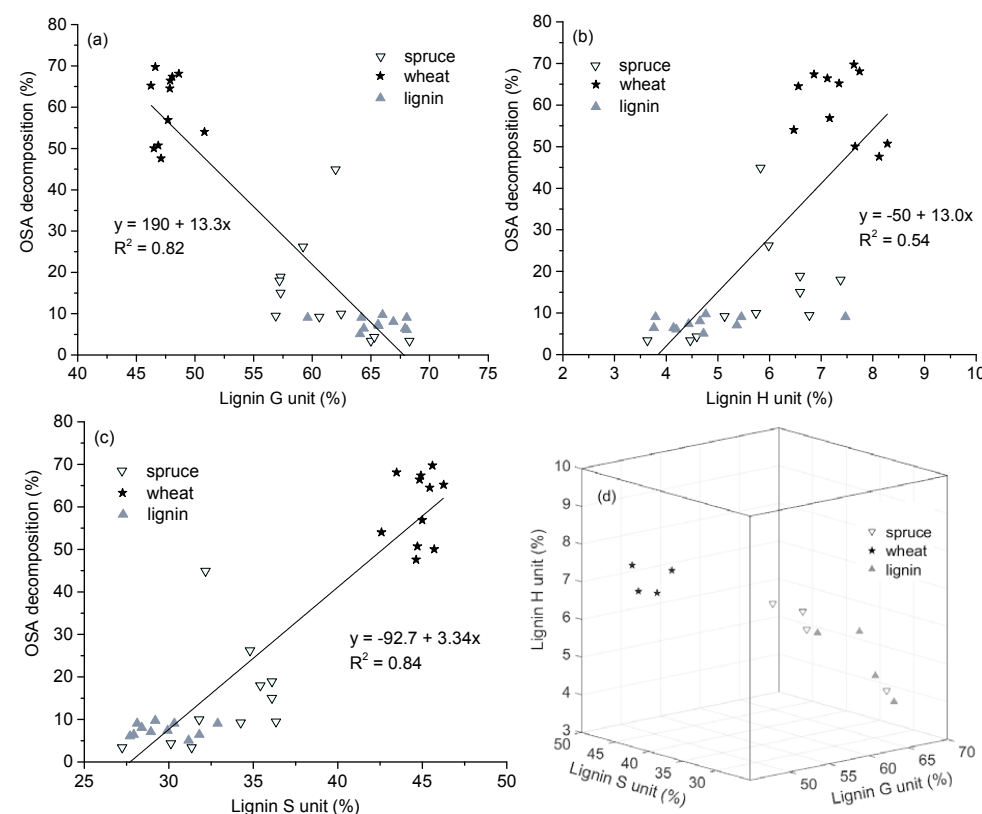 (a)
OSA decomposition (%)
80
70
60
50
40
30
20
10
0
spruce
wheat
lignin
y = 190 + 13.3x
R² = 0.82
40 45 50 55 60 65 70 75
Lignin G unit (%)
(b)
OSA decomposition (%)
80
70
60
50
40
30
20
10
0
spruce
wheat
lignin
y = -50 + 13.0x
R² = 0.54
2 3 4 5 6 7 8 9 10
Lignin H unit (%)
(c)
OSA decomposition (%)
80
70
60
50
40
30
20
10
0
spruce
wheat
lignin
y = -92.7 + 3.34x
R² = 0.84
25 30 35 40 45 50
Lignin S unit (%)
(d)
Lignin H unit (%)
10
9
8
7
6
5
4
3
spruce
wheat
lignin
50 45 40 35 30
Lignin S unit (%)
50 55 60 65 70
Lignin G unit (%)